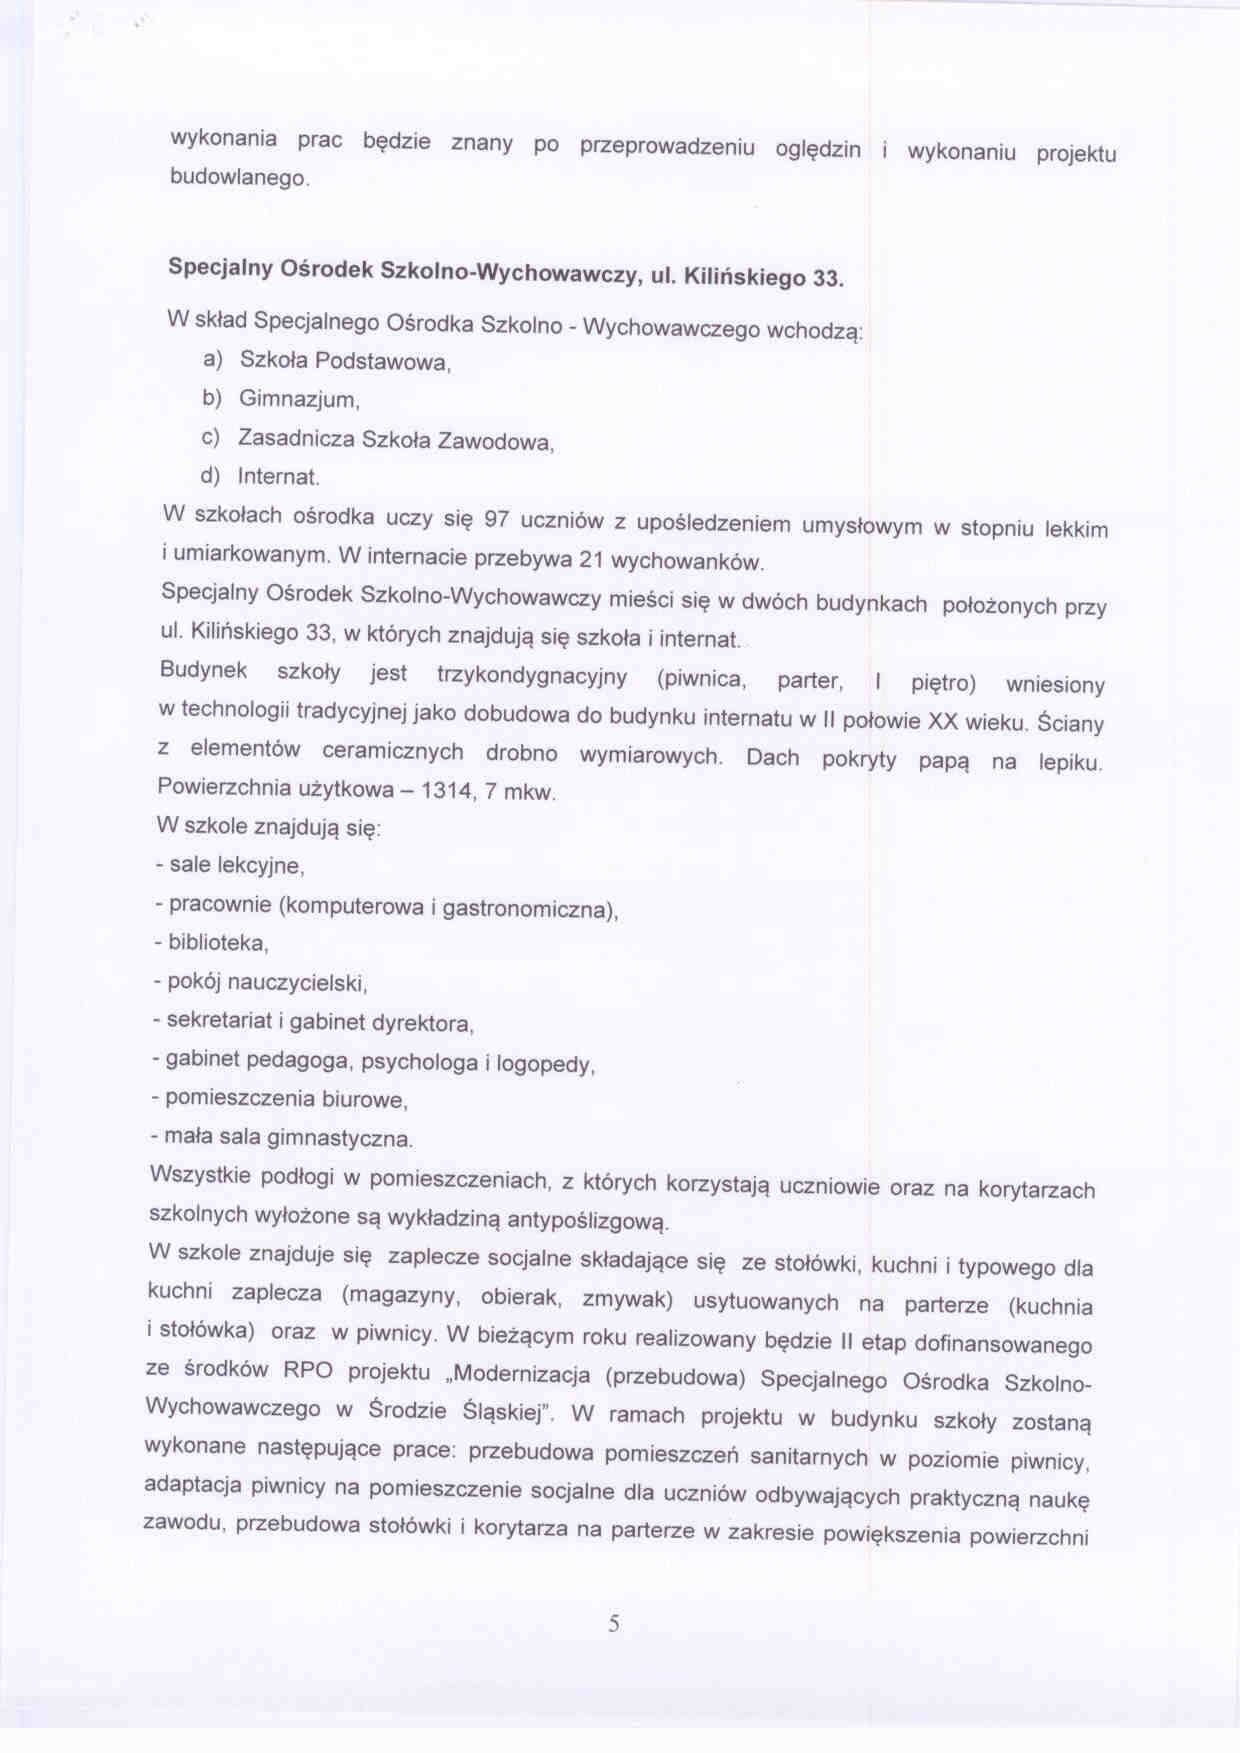 wykonania prac będzie znany po przeprowadzeniu oględzin i wykonaniu projektu
budowlanego.
Specjalny Ośrodek Szkolno-Wychowawczy, ul. Kilińskiego 33.
W skład Specjalnego Ośrodka Szkolno - Wychowawczego wchodzą:
a) Szkoła Podstawowa,
b) Gimnazjum,
c) Zasadnicza Szkoła Zawodowa,
d) Internat.
W szkołach ośrodka uczy się 97 uczniów z upośledzeniem umysłowym w stopniu lekkim
i umiarkowanym. W internacie przebywa 21 wychowanków.
Specjalny Ośrodek Szkolno-Wychowawczy mieści się w dwóch budynkach położonych przy
ul. Kilińskiego 33, w których znajdują się szkoła i internat.
Budynek szkoły jest trzykondygnacyjny (piwnica, parter, I piętro) wniesiony
w technologii tradycyjnej jako dobudowa do budynku internatu w II połowie XX wieku. Ściany
z elementów ceramicznych drobno wymiarowych. Dach pokryty papą na lepiku.
Powierzchnia użytkowa – 1314, 7 mkw.
W szkole znajdują się:
- sale lekcyjne,
- pracownie (komputerowa i gastronomiczna),
- biblioteka,
- pokój nauczycielski,
- sekretariat i gabinet dyrektora,
- gabinet pedagoga, psychologa i logopedy,
- pomieszczenia biurowe,
- mała sala gimnastyczna.
Wszystkie podłogi w pomieszczeniach, z których korzystają uczniowie oraz na korytarzach
szkolnych wyłożone są wykładziną antypoślizgową.
W szkole znajduje się zaplecze socjalne składające się ze stołówki, kuchni i typowego dla
kuchni zaplecza (magazyny, obierak, zmywak) usytuowanych na parterze (kuchnia
i stołówka) oraz w piwnicy. W bieżącym roku realizowany będzie II etap dofinansowanego
ze środków RPO projektu „Modernizacja (przebudowa) Specjalnego Ośrodka Szkolno-
Wychowawczego w Środzie Śląskiej”. W ramach projektu w budynku szkoły zostaną
wykonane następujące prace: przebudowa pomieszczeń sanitarnych w poziomie piwnicy,
adaptacja piwnicy na pomieszczenie socjalne dla uczniów odbywających praktyczną naukę
zawodu, przebudowa stołówki i korytarza na parterze w zakresie powiększenia powierzchni
5